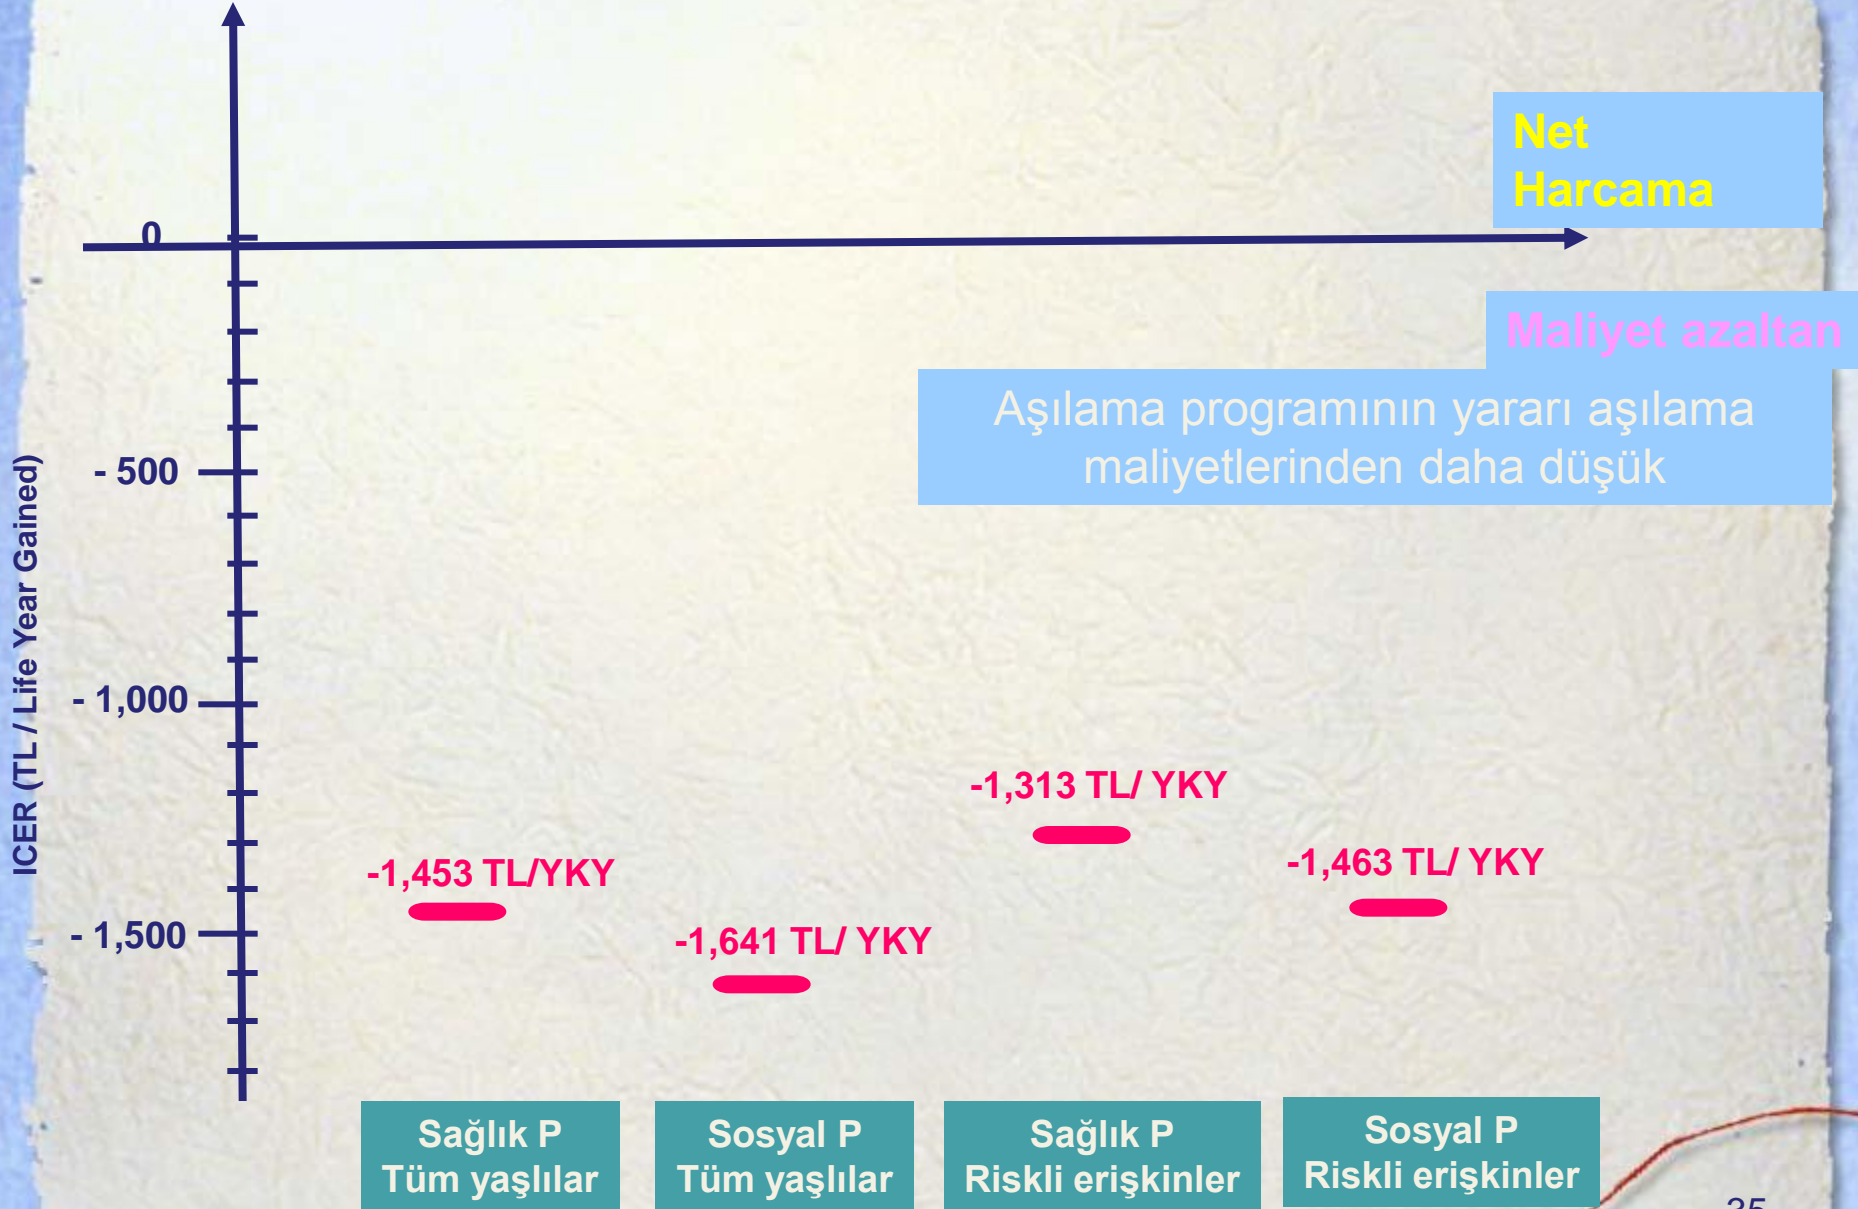 Net
Harcama
0
Maliyet azaltan
Aşılama programının yararı aşılama
maliyetlerinden daha düşük
- 500
ICER (TL / Life Year Gained)
- 1,000
-1,313 TL/ YKY
-1,453 TL/YKY
-1,463 TL/ YKY
- 1,500
-1,641 TL/ YKY
Sağlık P
Tüm yaşlılar
Sosyal P
Tüm yaşlılar
Sağlık P
Riskli erişkinler
Sosyal P
Riskli erişkinler
35